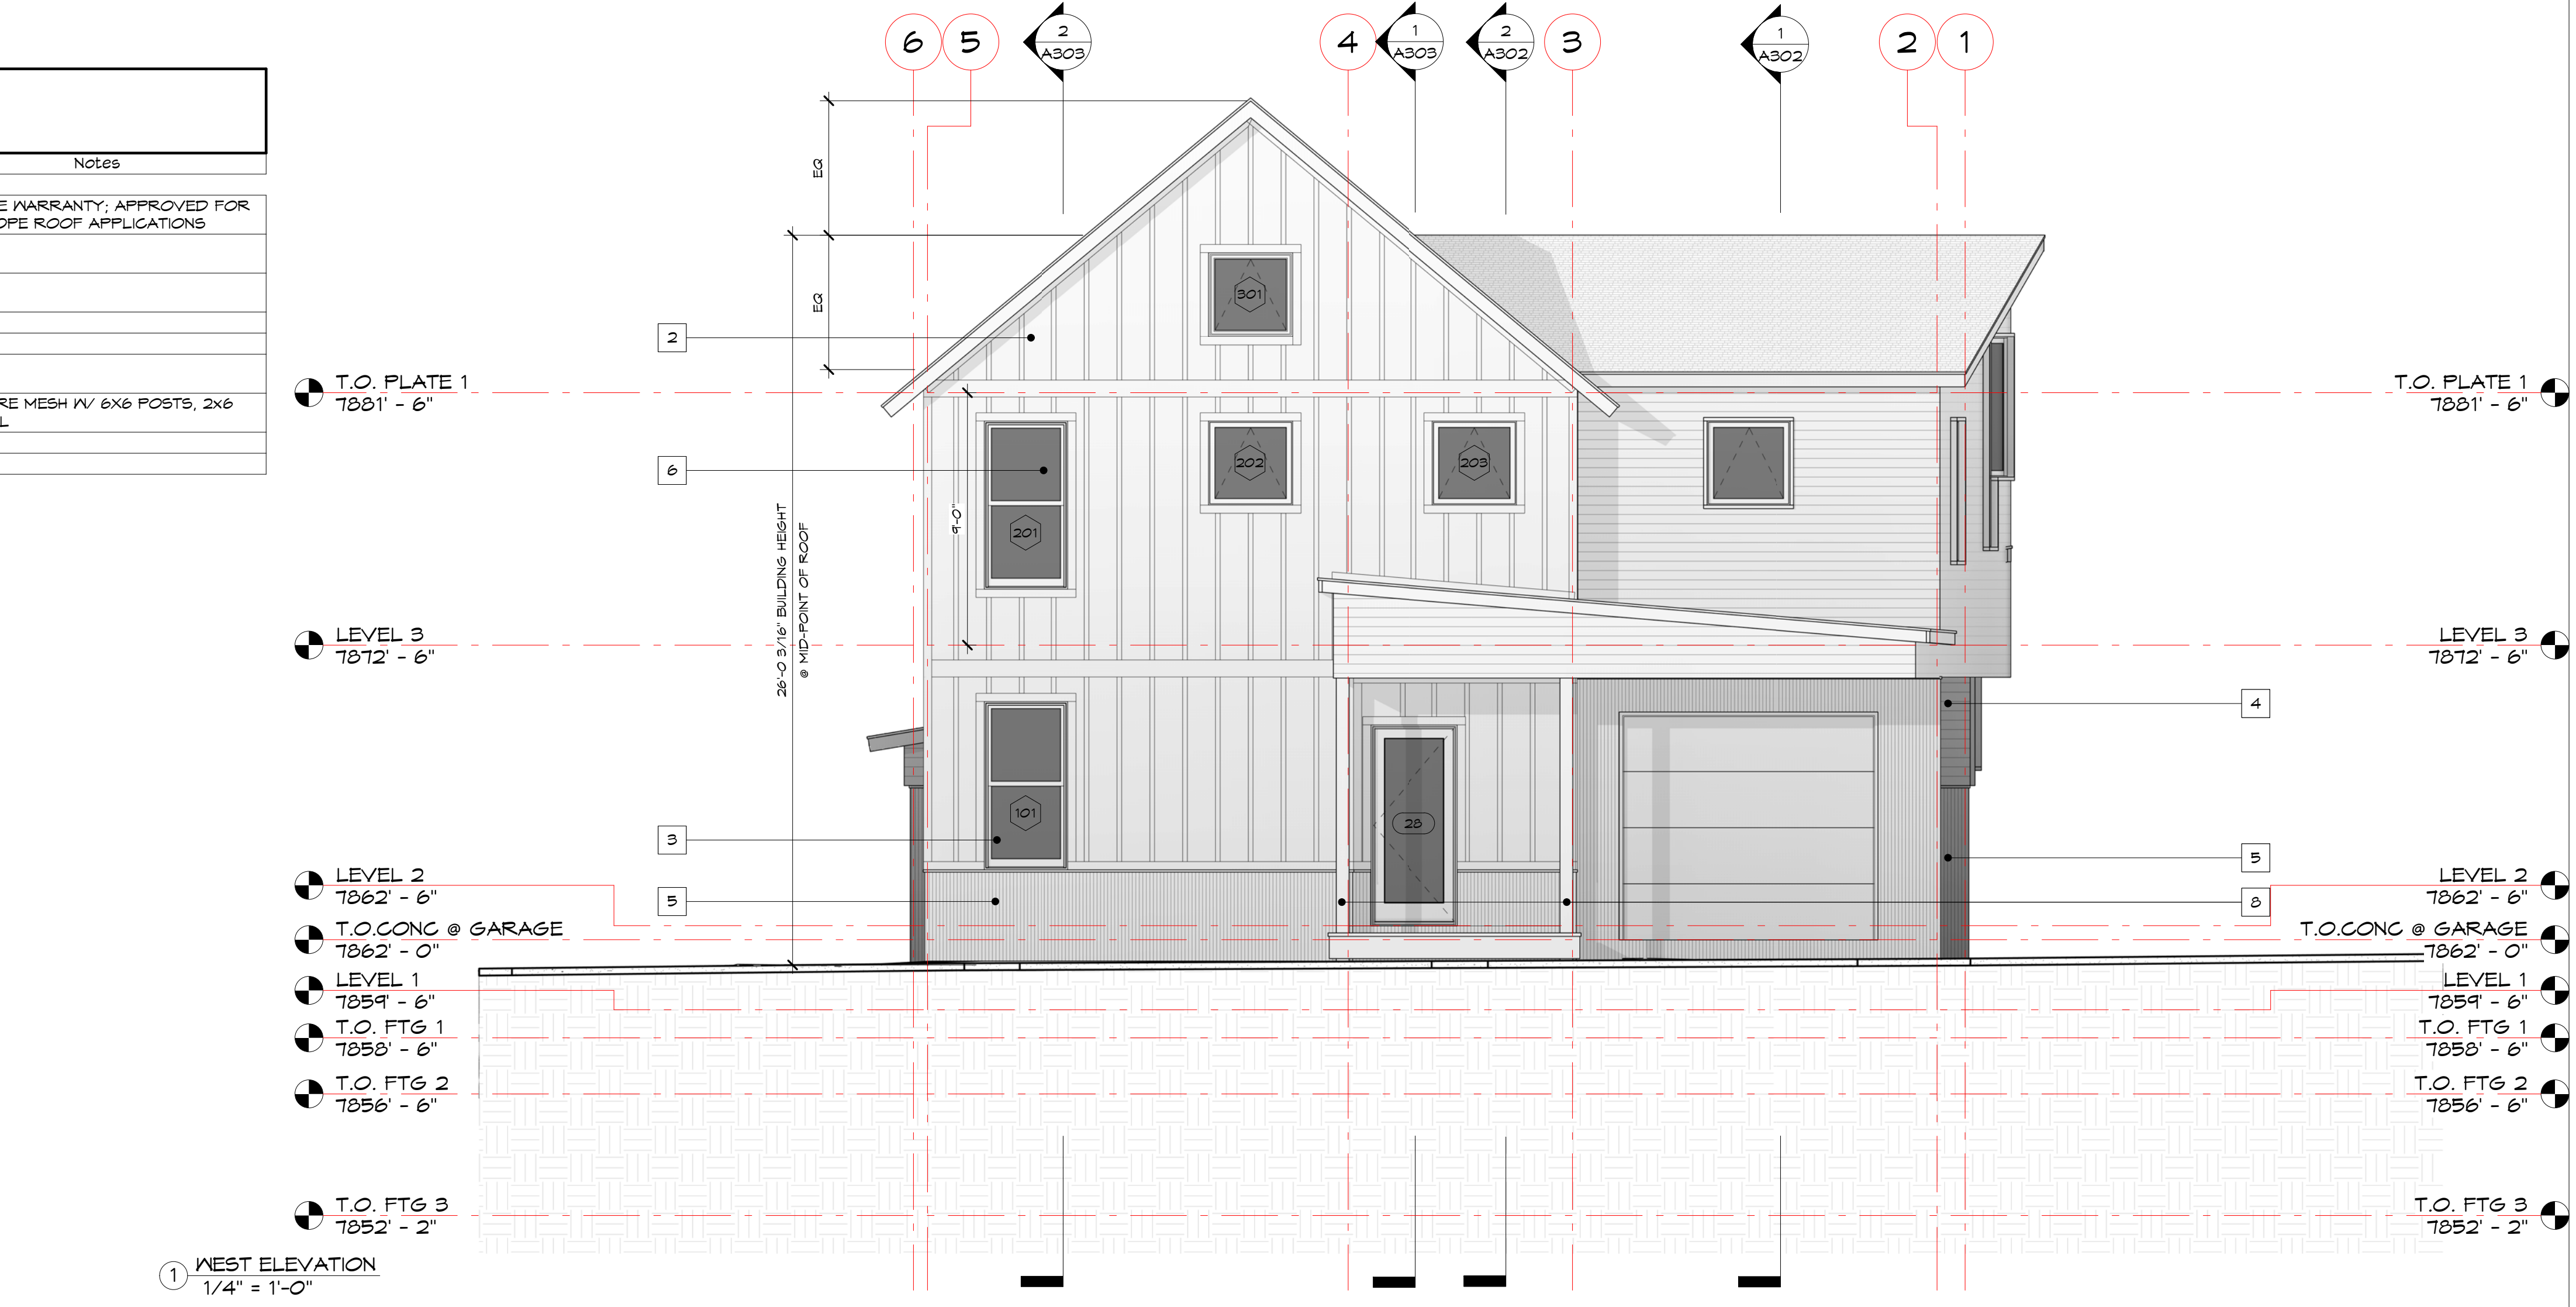 6
5
2
A303
4
1
A303
2
A302
3
1
A302
2
1
Notes
E WARRANTY; APPROVED FOR
OPE ROOF APPLICATIONS
RE MESH W/ 6X6 POSTS, 2x6
L
EQ
EQ
301
2
T.O. PLATE 1
7881' - 6"
T.O. PLATE 1
7881' - 6"
6
202
203
201
9'-0"
26'-0 3/16" BUILDING HEIGHT
@ MID-POINT OF ROOF
LEVEL 3
7872' - 6"
LEVEL 3
7872' - 6"
4
101
28
3
5
5
8
LEVEL 2
7862' - 6"
LEVEL 2
7862' - 6"
T.O.CONC @ GARAGE
7862' - 0"
T.O.CONC @ GARAGE
7862' - 0"
LEVEL 1
7859' - 6"
LEVEL 1
7859' - 6"
T.O. FTG 1
7858' - 6"
T.O. FTG 1
7858' - 6"
T.O. FTG 2
7856' - 6"
T.O. FTG 2
7856' - 6"
T.O. FTG 3
7852' - 2"
T.O. FTG 3
7852' - 2"
1
WEST ELEVATION
1/4" = 1'-0"